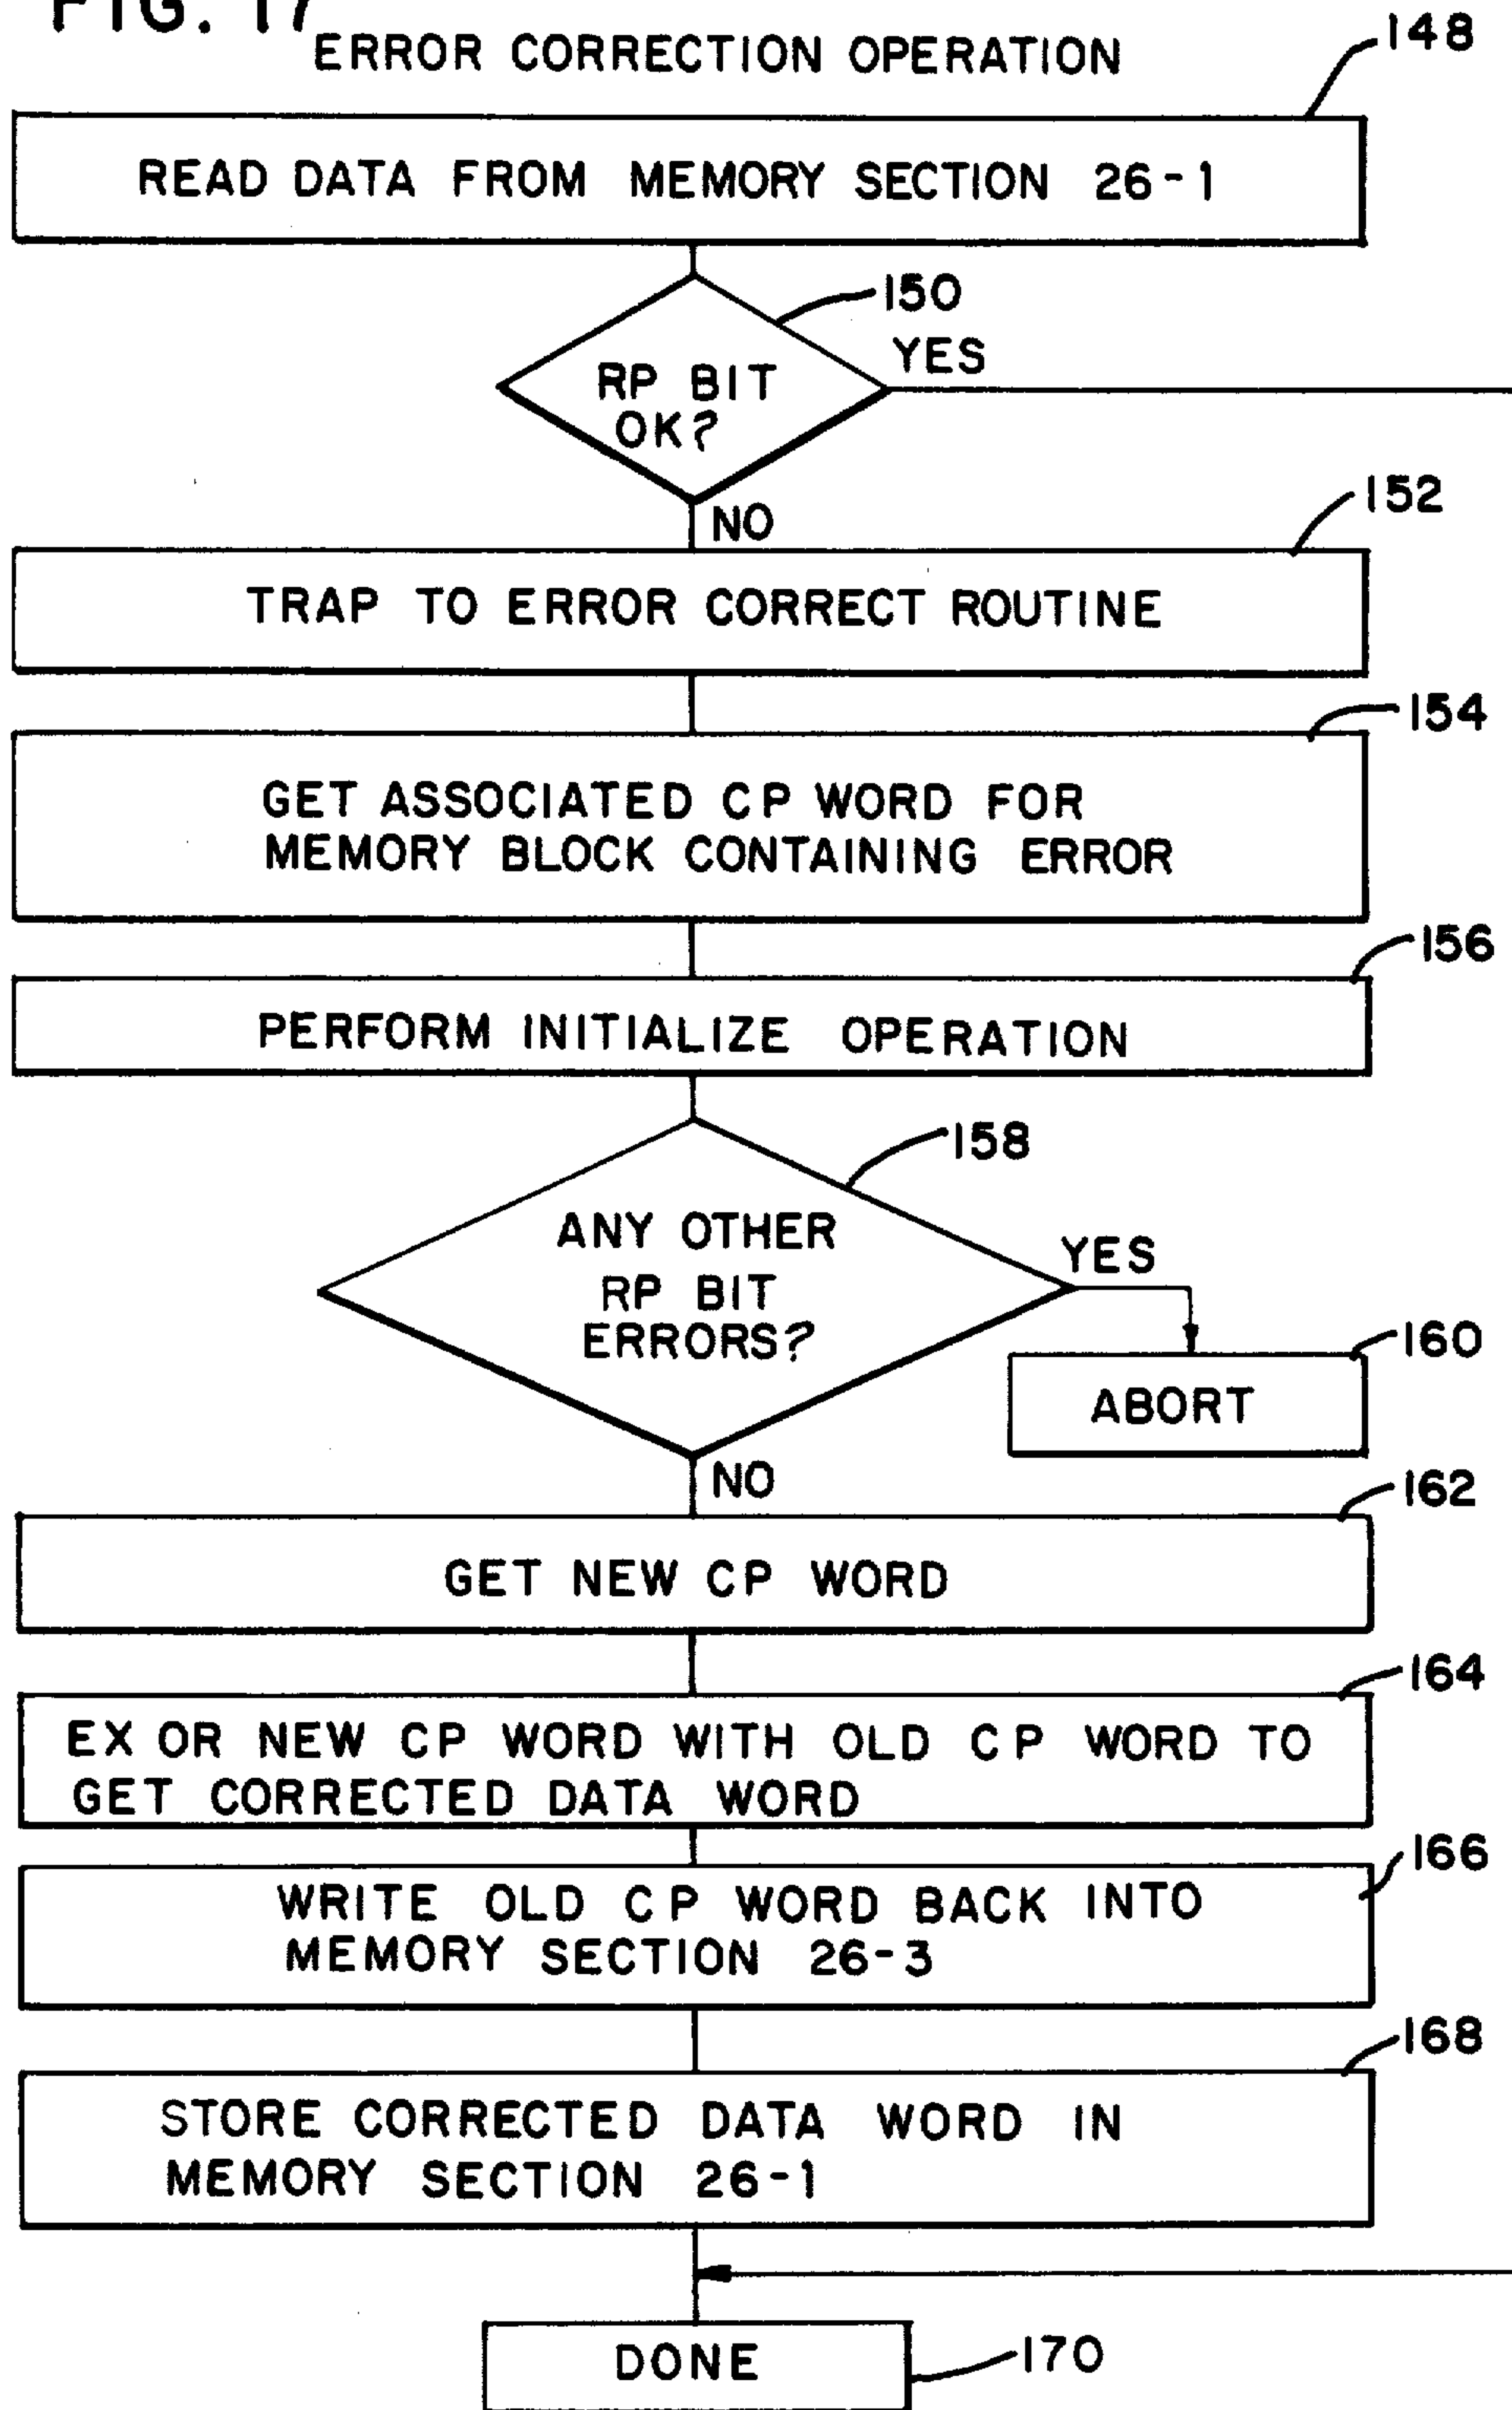 FIG. 17
ERROR CORRECTION OPERATION
148
READ DATA FROM MEMORY SECTION 26-1
150
YES
RP BIT
OK?
NO
152
TRAP TO ERROR CORRECT ROUTINE
154
GET ASSOCIATED CP WORD FOR
MEMORY BLOCK CONTAINING ERROR
156
PERFORM INITIALIZE OPERATION
158
ANY OTHER
RP BIT
ERRORS?
YES
160
ABORT
NO
162
GET NEW CP WORD
164
EX OR NEW CP WORD WITH OLD CP WORD TO
GET CORRECTED DATA WORD
166
WRITE OLD CP WORD BACK INTO
MEMORY SECTION 26-3
168
STORE CORRECTED DATA WORD IN
MEMORY SECTION 26-1
DONE
170